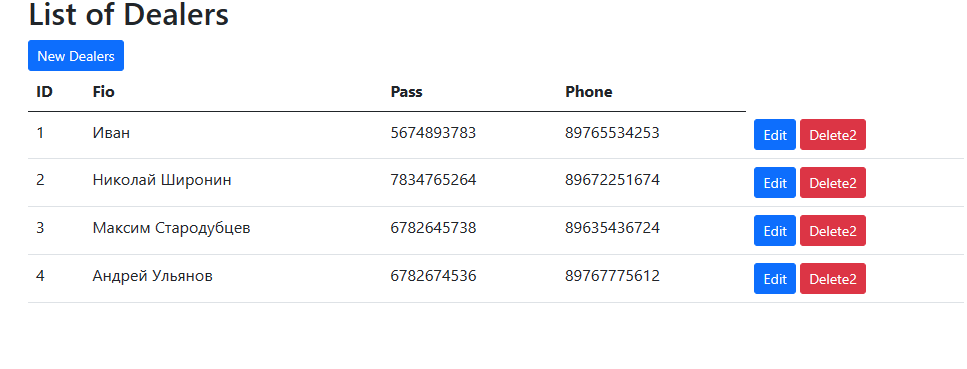 List of Dealers
New Dealers
ID Fio Pass Phone
1 Иван 5674893783 89765534253 Edit Delete2
2 Николай Широнин 7834765264 89672251674 Edit Delete2
3 Максим Стародубцев 6782645738 89635436724 Edit Delete2
4 Андрей Ульянов 6782674536 89767775612 Edit Delete2